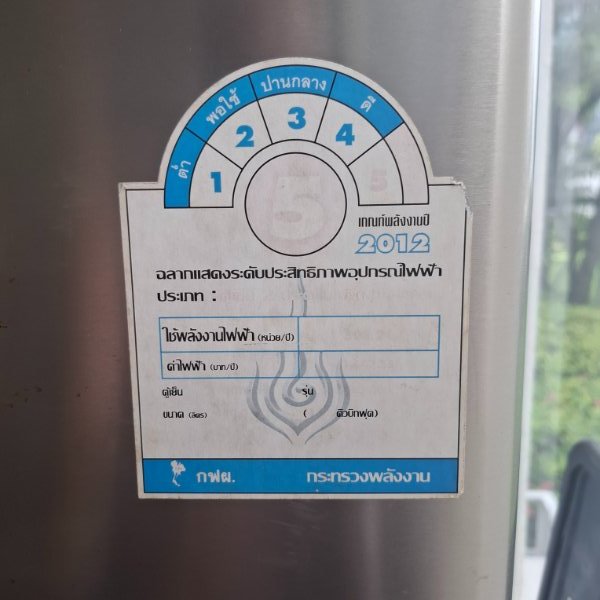 ต่ำ พอใช้ ปานกลาง ดี
1 2 3 4 5
5
เกณฑ์พลังงานปี
2012
ฉลากแสดงระดับประสิทธิภาพอุปกรณ์ไฟฟ้า
ประเภท :
ใช้พลังงานไฟฟ้า (หน่วย/ปี)
ค่าไฟฟ้า (บาท/ปี)
ตู้เย็น รุ่น
ขนาด (ลิตร) ( คิวบิกฟุต)
กฟผ. กระทรวงพลังงาน